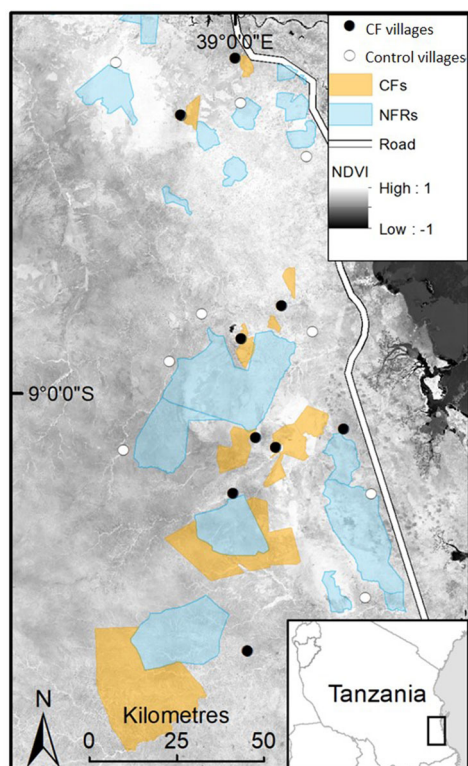 39°0'0"E
CF villages
Control villages
CFs
NFRs
Road
NDVI
High : 1
Low : -1
9°0'0"S
N
Kilometres
0 25 50
Tanzania